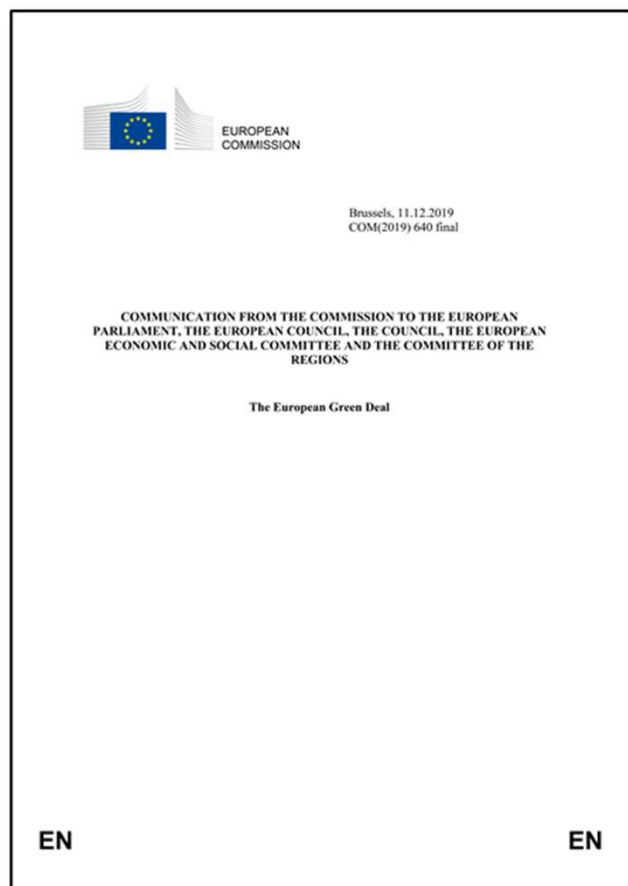 EUROPEAN
COMMISSION
Brussels, 11.12.2019
COM(2019) 640 final
COMMUNICATION FROM THE COMMISSION TO THE EUROPEAN
PARLIAMENT, THE EUROPEAN COUNCIL, THE COUNCIL, THE EUROPEAN
ECONOMIC AND SOCIAL COMMITTEE AND THE COMMITTEE OF THE
REGIONS
The European Green Deal
EN EN